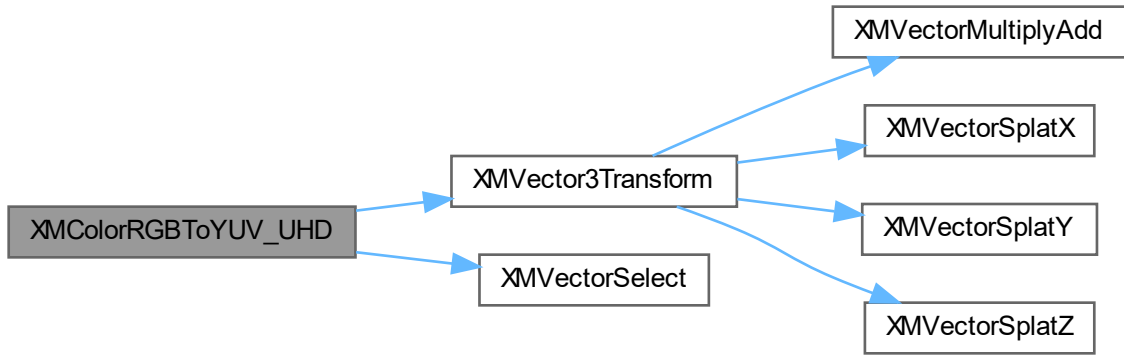 XMColorRGBToYUV_UHD
XMVector3Transform
XMVectorSelect
XMVectorMultiplyAdd
XMVectorSplatX
XMVectorSplatY
XMVectorSplatZ